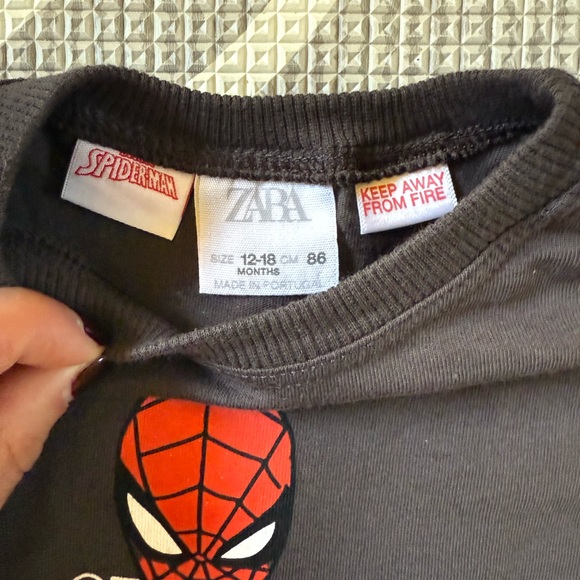 SPIDER-MAN
ZARA
SIZE 12-18 CM 86
MONTHS
MADE IN PORTUGAL
KEEP AWAY
FROM FIRE